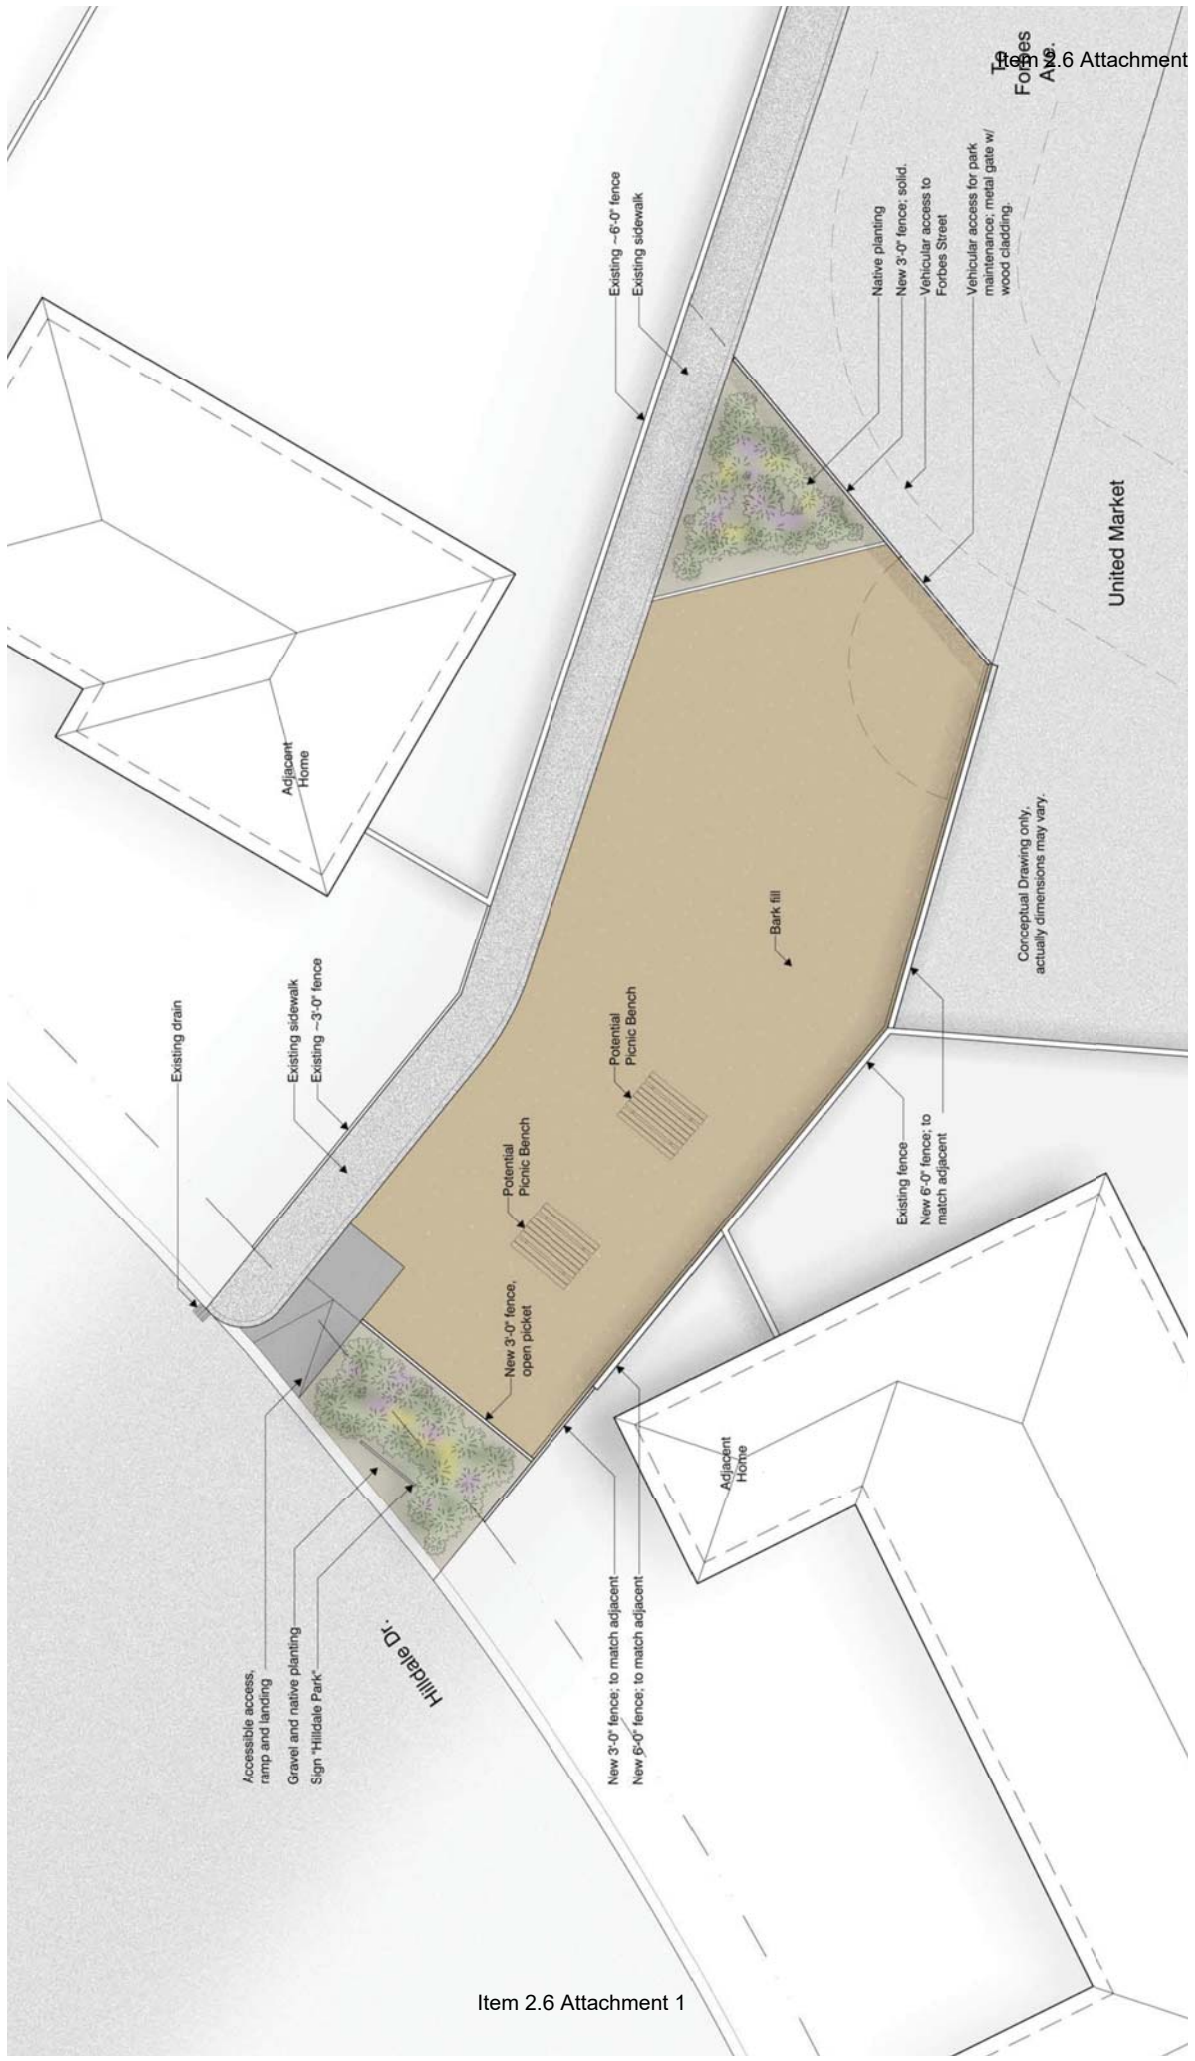 Item 2.6 Attachment
To
Forbes
Ave.
Existing ~6'-0" fence
Existing sidewalk
Native planting
New 3'-0" fence; solid.
Vehicular access to
Forbes Street
Vehicular access for park
maintenance; metal gate w/
wood cladding.
United Market
Adjacent
Home
Existing drain
Existing sidewalk
Existing ~3'-0" fence
Bark fill
Conceptual Drawing only,
actually dimensions may vary.
Potential
Picnic Bench
Potential
Picnic Bench
Existing fence
New 6'-0" fence; to
match adjacent
New 3'-0" fence,
open picket
Adjacent
Home
Hilldale Dr.
Accessible access,
ramp and landing
Gravel and native planting
Sign "Hilldale Park"
New 3'-0" fence; to match adjacent
New 6'-0" fence; to match adjacent
Item 2.6 Attachment 1